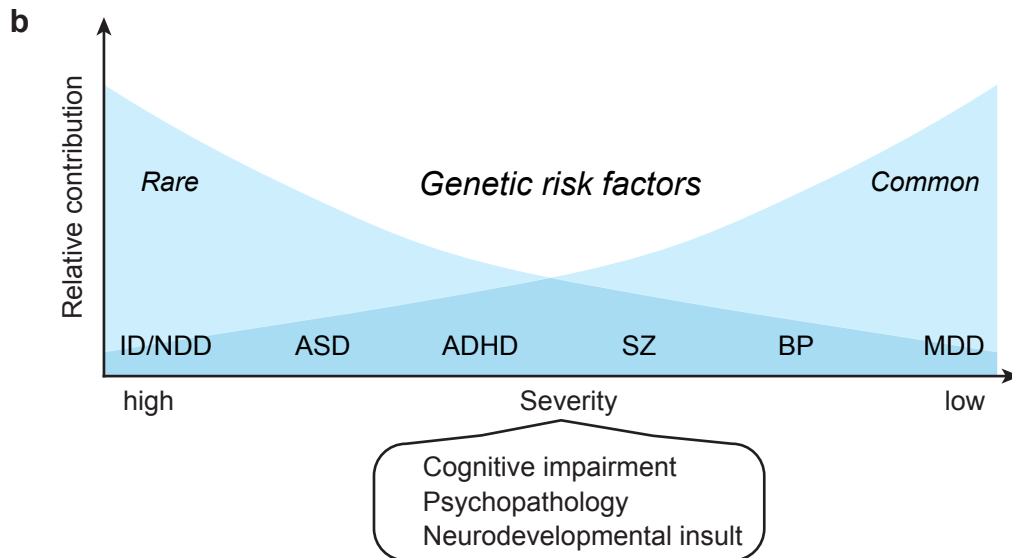 b
Relative contribution
Rare
Genetic risk factors
Common
ID/NDD ASD ADHD SZ BP MDD
high Severity low
Cognitive impairment
Psychopathology
Neurodevelopmental insult